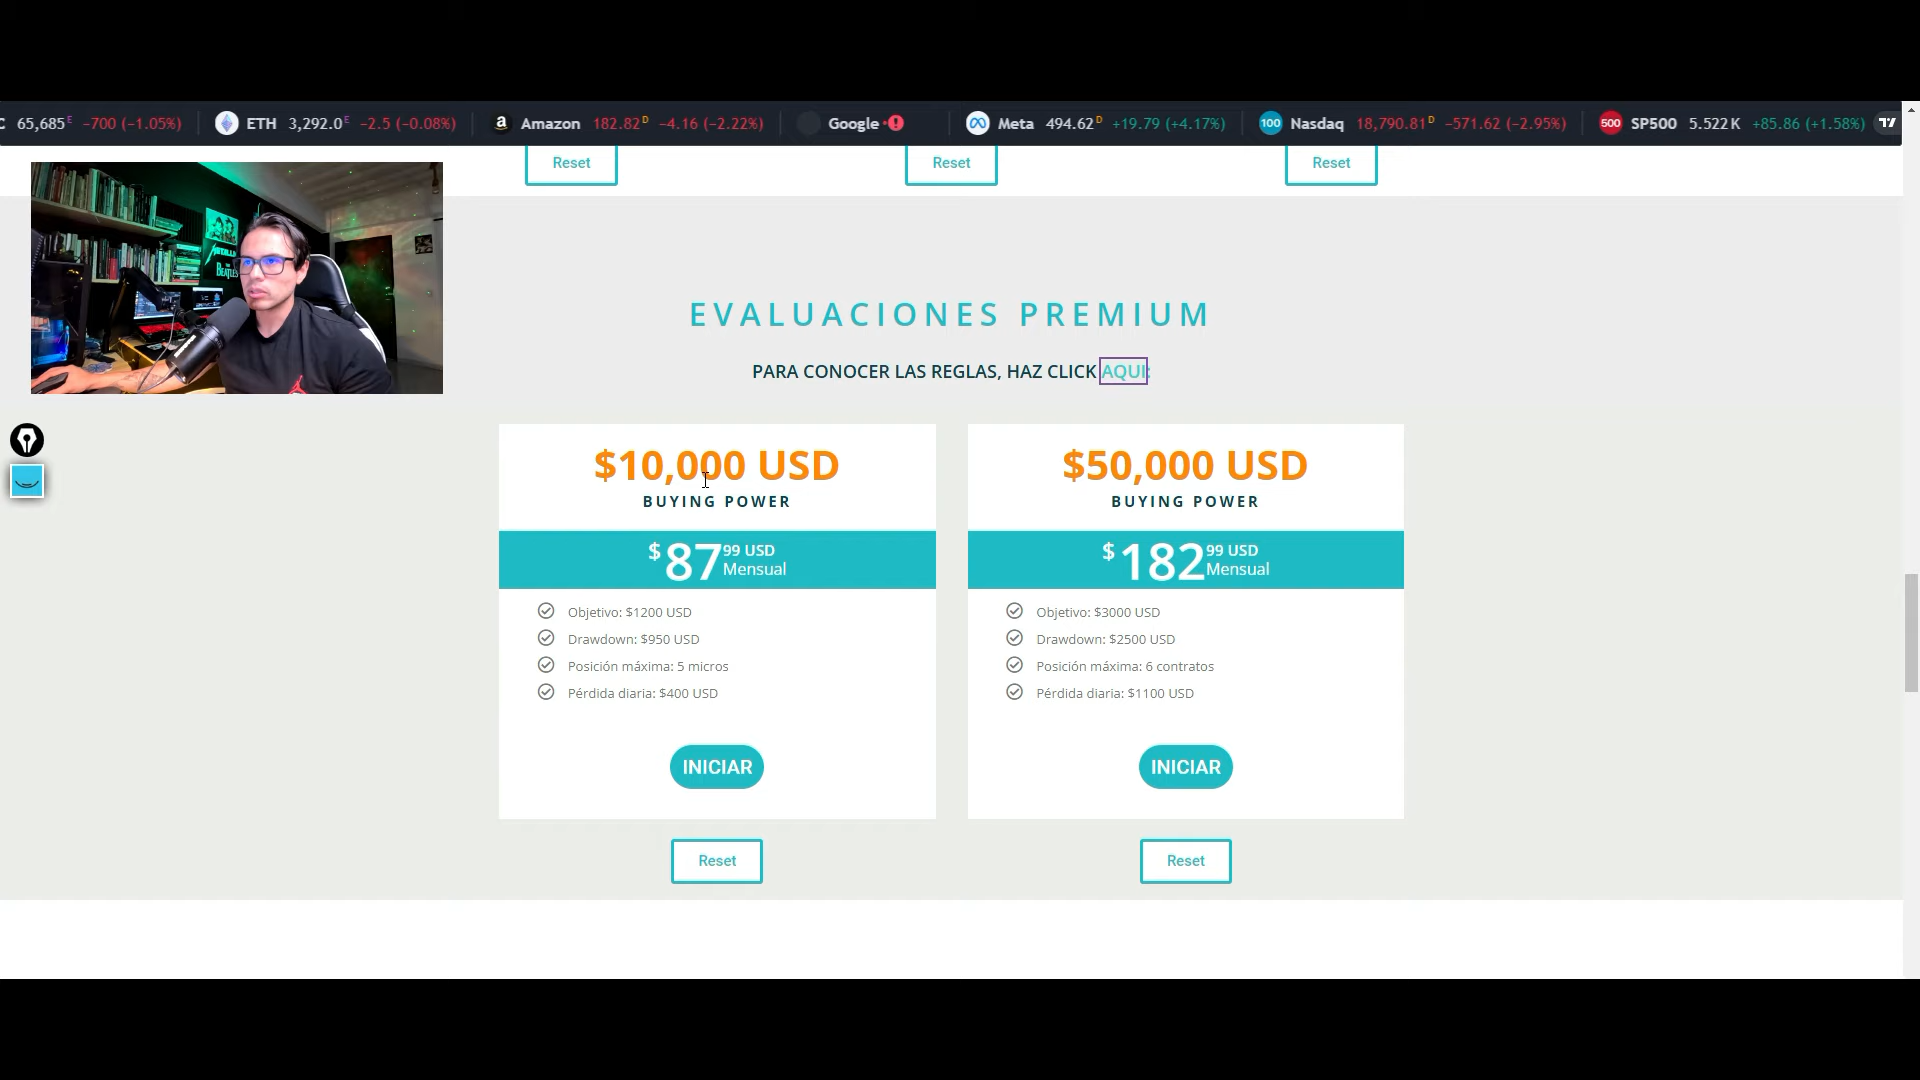 C 65,685 E −700 (−1.05%) ETH 3,292.0 E −2.5 (−0.08%) a Amazon 182.82 D −4.16 (−2.22%) Google Meta 494.62 D +19.79 (+4.17%) 100 Nasdaq 18,790.81 D −571.62 (−2.95%) 500 SP500 5.522 K +85.86 (+1.58%)
Reset Reset Reset
METALLICA
THE
BEATLES
EVALUACIONES PREMIUM
PARA CONOCER LAS REGLAS, HAZ CLICK AQUI:
$10,000 USD
BUYING POWER
$87 99 USD
Mensual
Objetivo: $1200 USD
Drawdown: $950 USD
Posición máxima: 5 micros
Pérdida diaria: $400 USD
INICIAR
Reset
$50,000 USD
BUYING POWER
$182 99 USD
Mensual
Objetivo: $3000 USD
Drawdown: $2500 USD
Posición máxima: 6 contratos
Pérdida diaria: $1100 USD
INICIAR
Reset